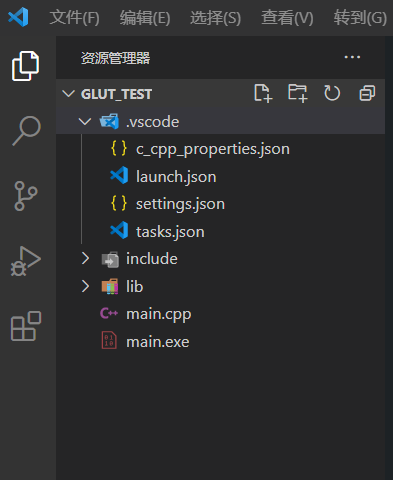 文件(F) 编辑(E) 选择(S) 查看(V) 转到(G)
资源管理器
GLUT_TEST
.vscode
{} c_cpp_properties.json
launch.json
{} settings.json
tasks.json
include
lib
C++ main.cpp
main.exe